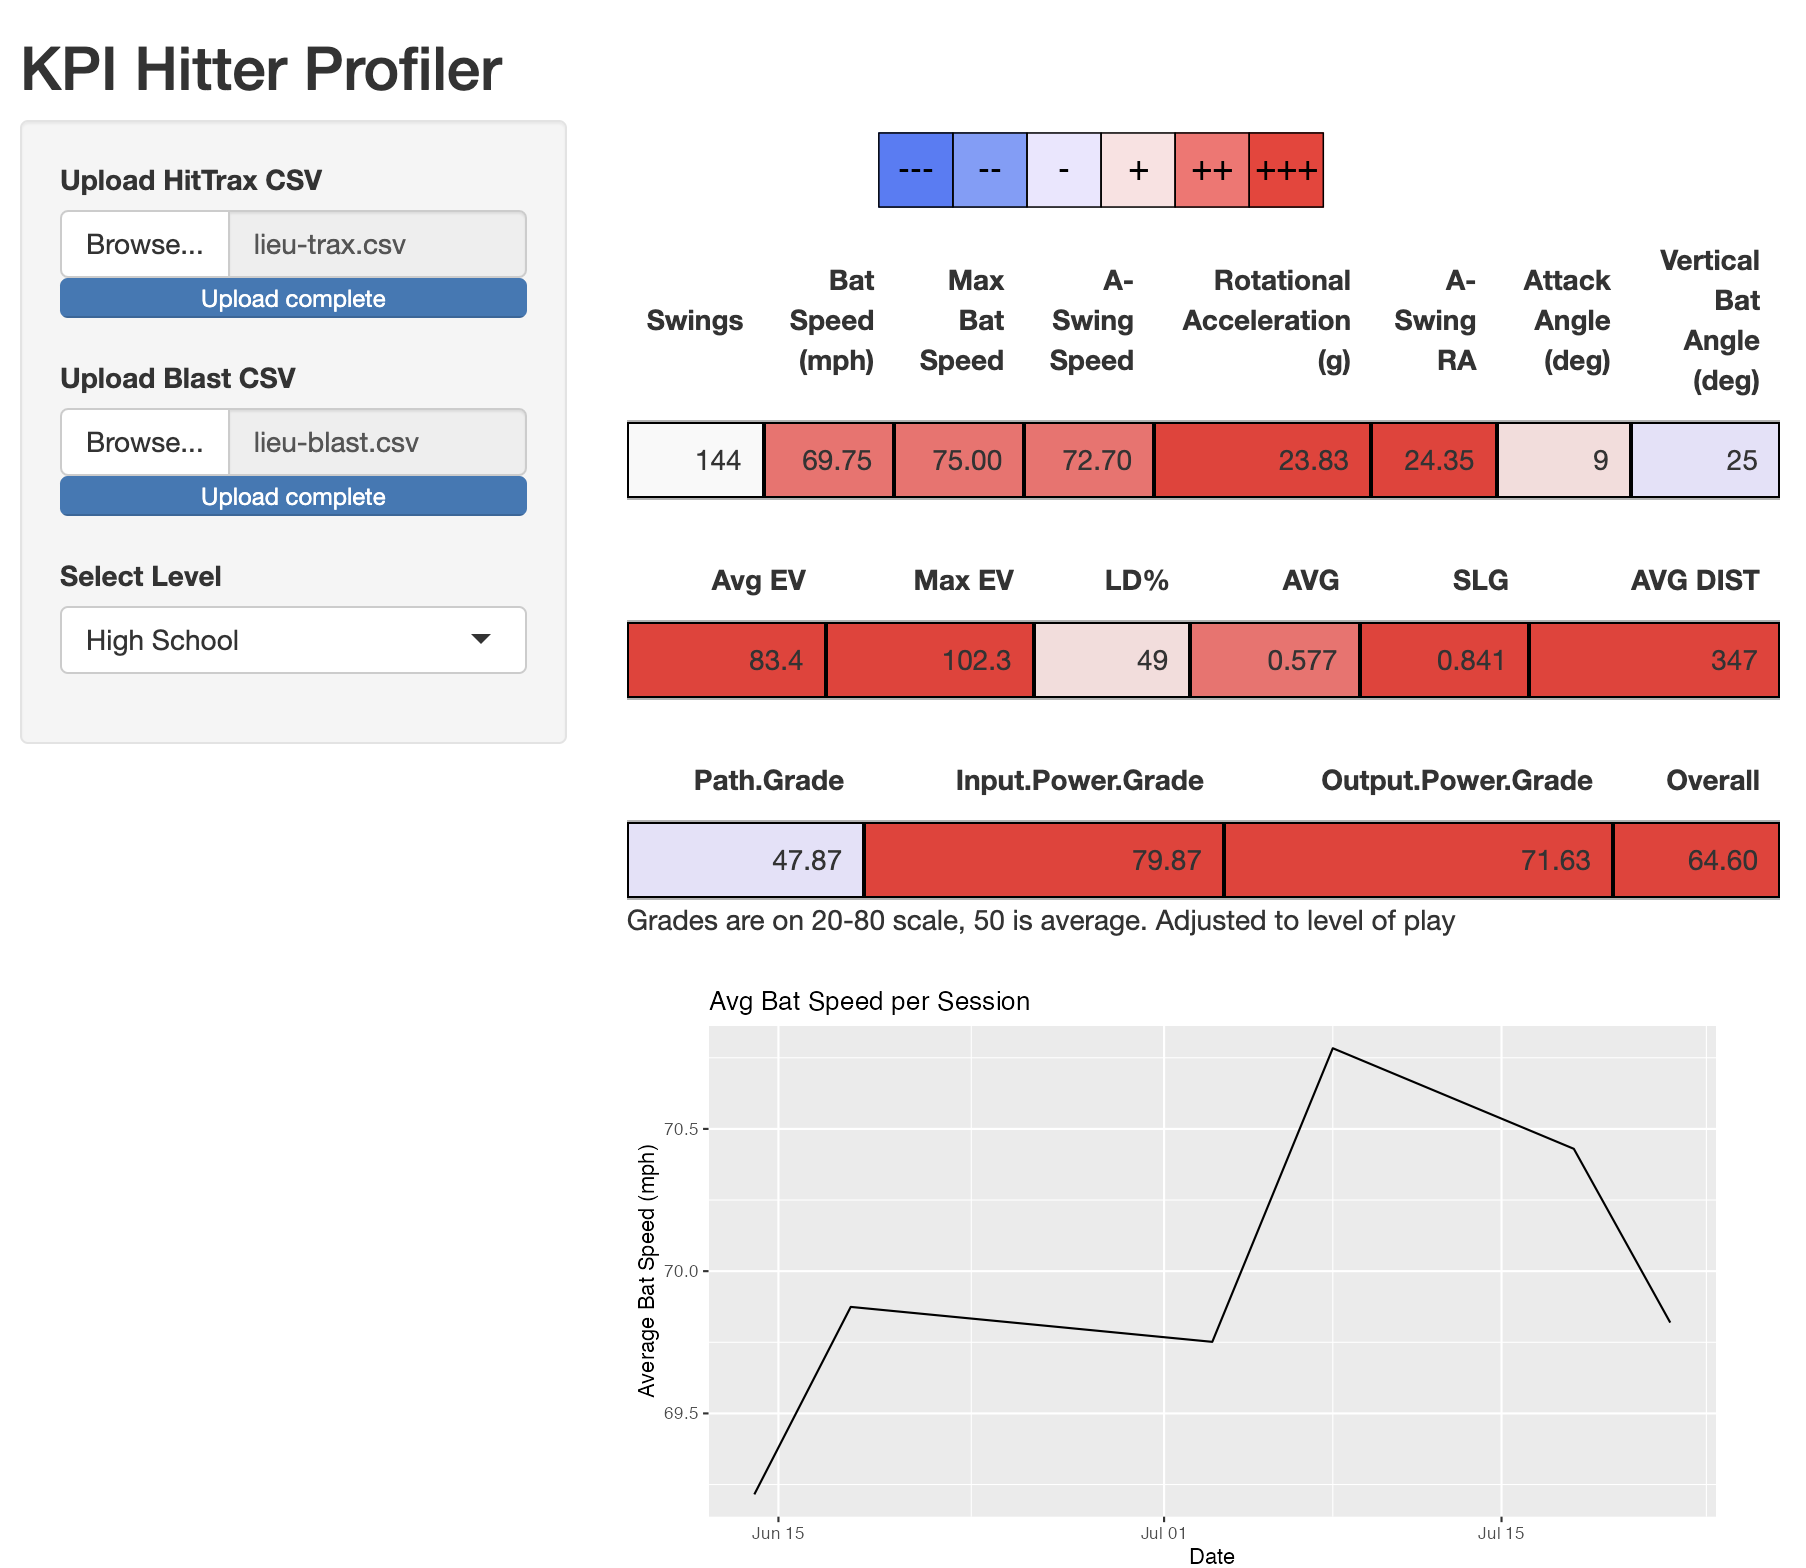 KPI Hitter Profiler
Upload HitTrax CSV
Browse... lieu-trax.csv
Upload complete
Upload Blast CSV
Browse... lieu-blast.csv
Upload complete
Select Level
High School
--- -- - + ++ +++
Swings
Bat Speed (mph)
Max Bat Speed
A-Swing Speed
Rotational Acceleration (g)
A-Swing RA
Attack Angle (deg)
Vertical Bat Angle (deg)
144 69.75 75.00 72.70 23.83 24.35 9 25
Avg EV Max EV LD% AVG SLG AVG DIST
83.4 102.3 49 0.577 0.841 347
Path.Grade Input.Power.Grade Output.Power.Grade Overall
47.87 79.87 71.63 64.60
Grades are on 20-80 scale, 50 is average. Adjusted to level of play
Avg Bat Speed per Session
Average Bat Speed (mph)
70.5
70.0
69.5
Jun 15 Jul 01 Jul 15
Date